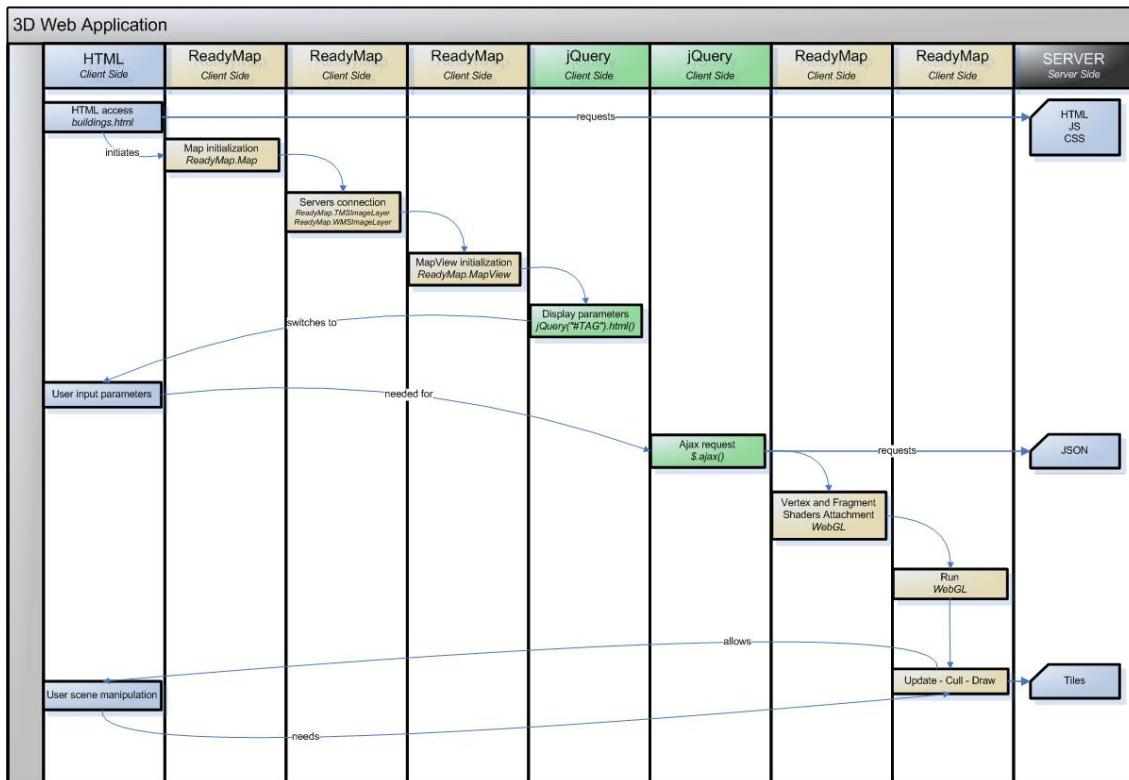 3D Web Application
HTML
Client Side
ReadyMap
Client Side
ReadyMap
Client Side
ReadyMap
Client Side
jQuery
Client Side
jQuery
Client Side
ReadyMap
Client Side
ReadyMap
Client Side
SERVER
Server Side
HTML access
buildings.html
requests
HTML
JS
CSS
initiates
Map initialization
ReadyMap.Map
Servers connection
ReadyMap.TMSImageLayer
ReadyMap.WMSImageLayer
MapView initialization
ReadyMap.MapView
Display parameters
jQuery("#TAG").html()
switches to
User input parameters
needed for
Ajax request
$.ajax()
requests
JSON
Vertex and Fragment
Shaders Attachment
WebGL
Run
WebGL
allows
Update - Cull - Draw
Tiles
User scene manipulation
needs